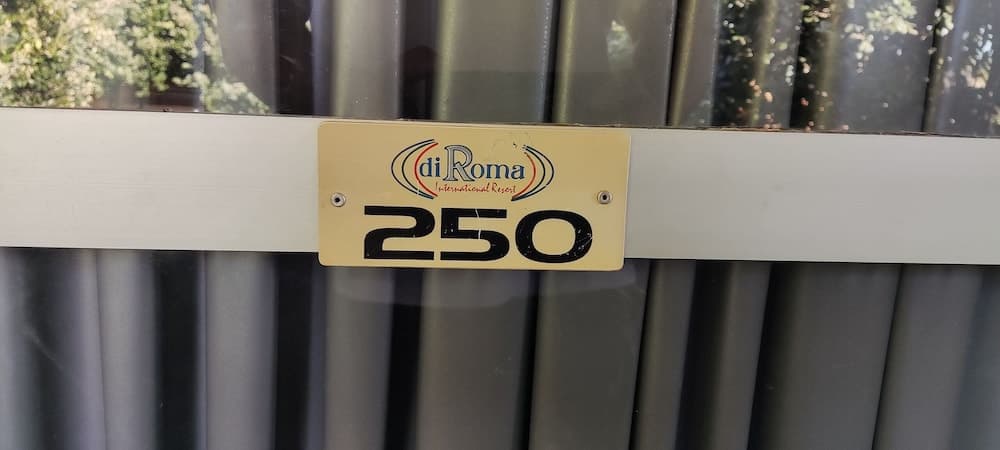 diRoma
International Resort
250